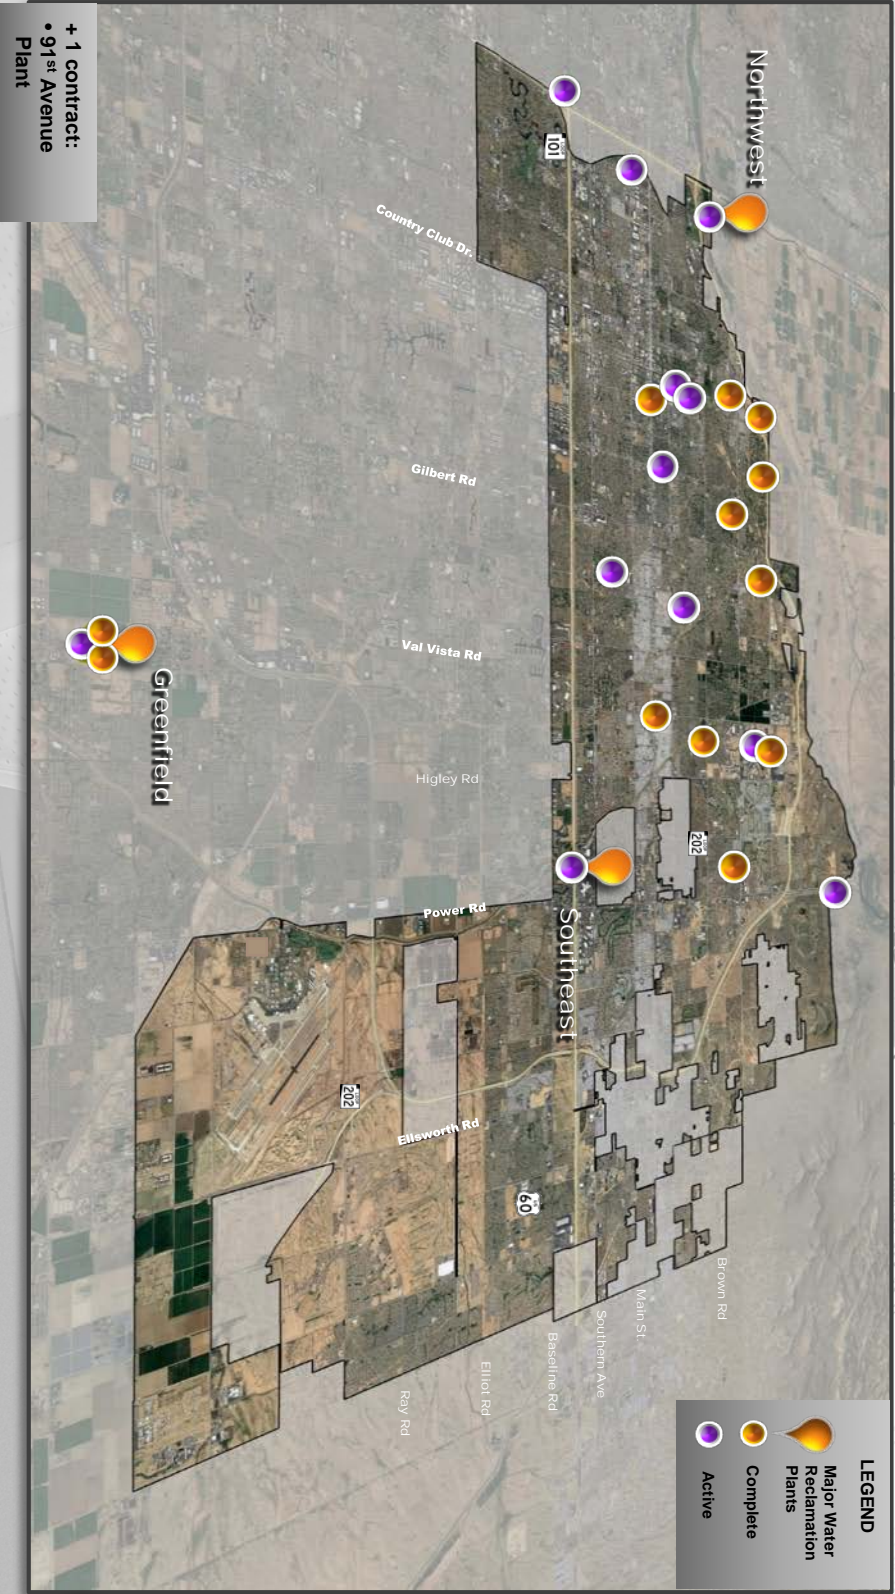 + 1 contract:
• 91st Avenue
Plant
Northwest
101
Country Club Dr.
Gilbert Rd
Val Vista Rd
Greenfield
Higley Rd
LOOP
202
Power Rd
Southeast
LOOP
202
Ellsworth Rd
60
Brown Rd
Main St
Southern Ave
Baseline Rd
Elliot Rd
Ray Rd
LEGEND
Major Water
Reclamation
Plants
Complete
Active